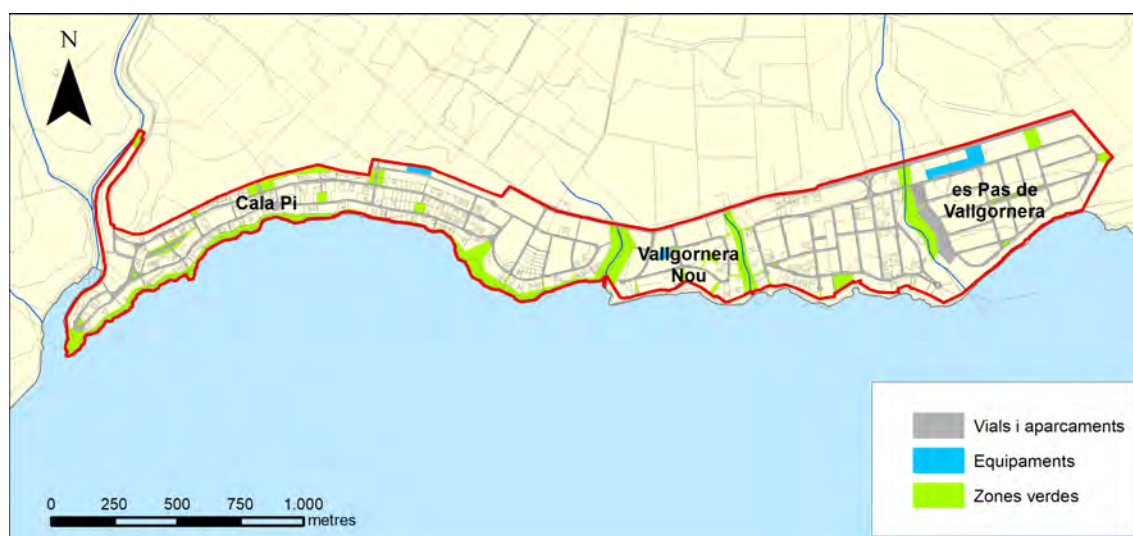 N
Cala Pi
es Pas de
Vallgornera
Vallgornera
Nou
Vials i aparcaments
Equipaments
Zones verdes
0 250 500 750 1.000
metres